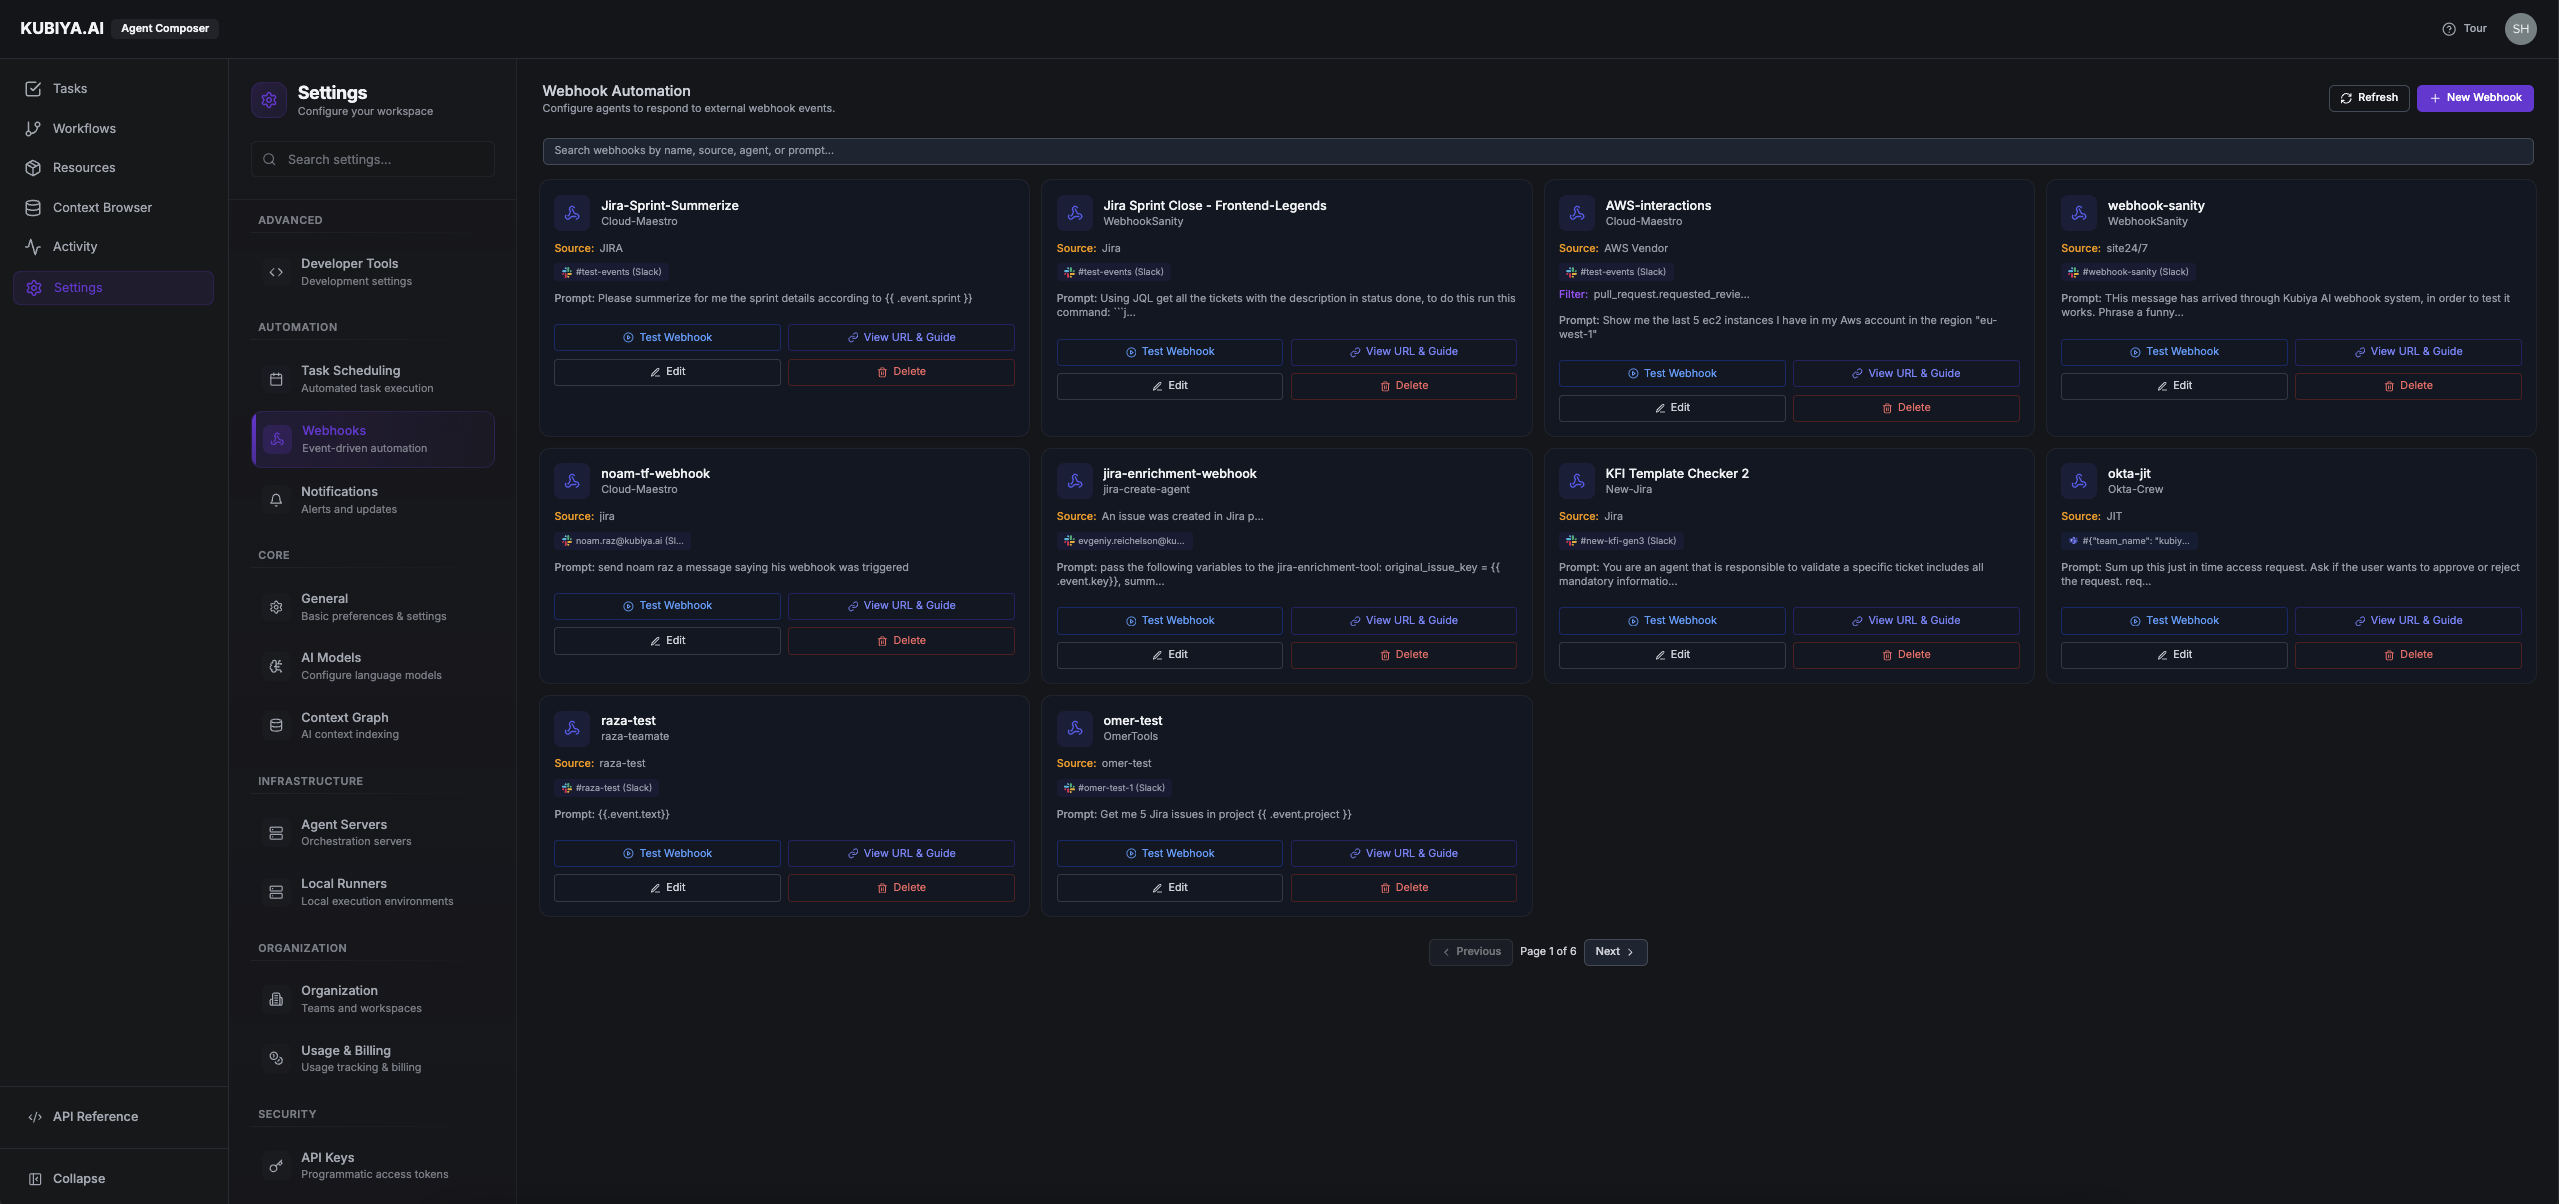 KUBIYA.AI Agent Composer
Tour SH
Tasks
Workflows
Resources
Context Browser
Activity
Settings
API Reference
Collapse
Settings
Configure your workspace
Search settings...
ADVANCED
Developer Tools
Development settings
AUTOMATION
Task Scheduling
Automated task execution
Webhooks
Event-driven automation
Notifications
Alerts and updates
CORE
General
Basic preferences & settings
AI Models
Configure language models
Context Graph
AI context indexing
INFRASTRUCTURE
Agent Servers
Orchestration servers
Local Runners
Local execution environments
ORGANIZATION
Organization
Teams and workspaces
Usage & Billing
Usage tracking & billing
SECURITY
API Keys
Programmatic access tokens
Webhook Automation
Configure agents to respond to external webhook events.
Refresh
New Webhook
Search webhooks by name, source, agent, or prompt...
Jira-Sprint-Summerize
Cloud-Maestro
Source: JIRA
#test-events (Slack)
Prompt: Please summerize for me the sprint details according to {{ .event.sprint }}
Test Webhook
View URL & Guide
Edit
Delete
Jira Sprint Close - Frontend-Legends
WebhookSanity
Source: Jira
#test-events (Slack)
Prompt: Using JQL get all the tickets with the description in status done, to do this run this
command: ```j...
Test Webhook
View URL & Guide
Edit
Delete
AWS-interactions
Cloud-Maestro
Source: AWS Vendor
#test-events (Slack)
Filter: pull_request.requested_revie...
Prompt: Show me the last 5 ec2 instances I have in my Aws account in the region "eu-
west-1"
Test Webhook
View URL & Guide
Edit
Delete
webhook-sanity
WebhookSanity
Source: site24/7
#webhook-sanity (Slack)
Prompt: THis message has arrived through Kubiya AI webhook system, in order to test it
works. Phrase a funny...
Test Webhook
View URL & Guide
Edit
Delete
noam-tf-webhook
Cloud-Maestro
Source: jira
noam.raz@kubiya.ai (Sl...
Prompt: send noam raz a message saying his webhook was triggered
Test Webhook
View URL & Guide
Edit
Delete
jira-enrichment-webhook
jira-create-agent
Source: An issue was created in Jira p...
evgeniy.reichelson@ku...
Prompt: pass the following variables to the jira-enrichment-tool: original_issue_key = {{
.event.key}}, summ...
Test Webhook
View URL & Guide
Edit
Delete
KFI Template Checker 2
New-Jira
Source: Jira
#new-kfi-gen3 (Slack)
Prompt: You are an agent that is responsible to validate a specific ticket includes all
mandatory informatio...
Test Webhook
View URL & Guide
Edit
Delete
okta-jit
Okta-Crew
Source: JIT
#{"team_name": "kubiy...
Prompt: Sum up this just in time access request. Ask if the user wants to approve or reject
the request. req...
Test Webhook
View URL & Guide
Edit
Delete
raza-test
raza-teamate
Source: raza-test
#raza-test (Slack)
Prompt: {{.event.text}}
Test Webhook
View URL & Guide
Edit
Delete
omer-test
OmerTools
Source: omer-test
#omer-test-1 (Slack)
Prompt: Get me 5 Jira issues in project {{ .event.project }}
Test Webhook
View URL & Guide
Edit
Delete
Previous Page 1 of 6 Next